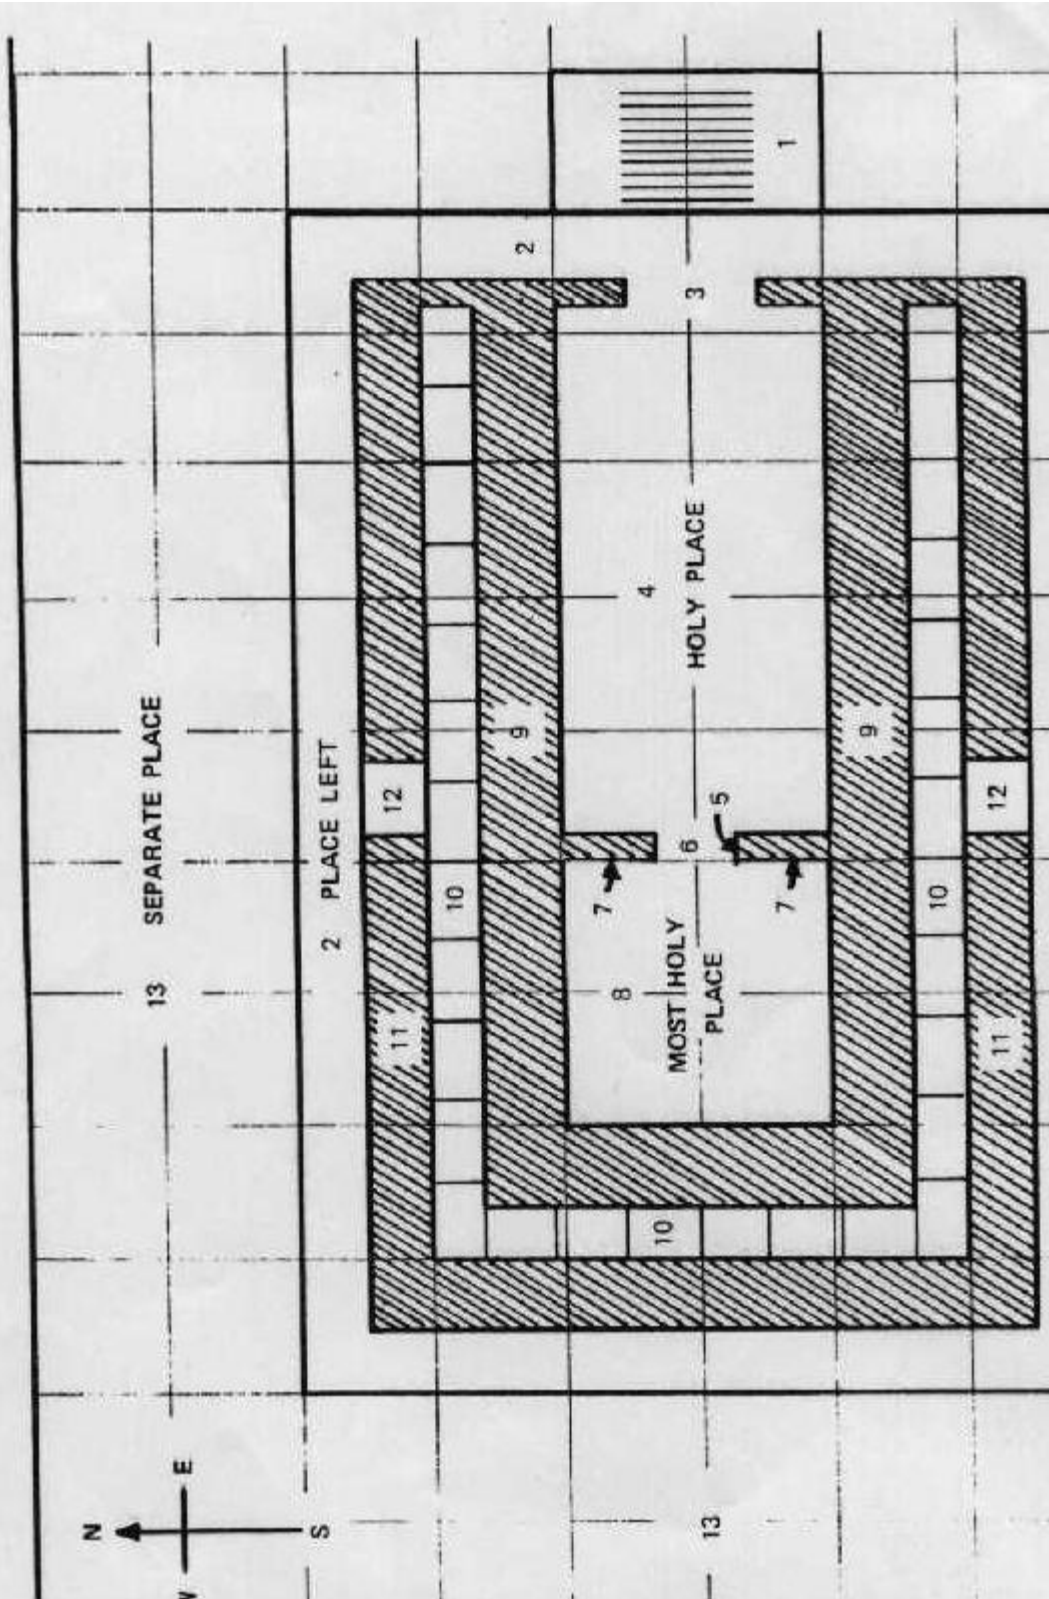 N
13 SEPARATE PLACE
W E
S
2 PLACE LEFT
11 12
10
9 2
7
8 4
10
MOST HOLY
PLACE
HOLY PLACE
6 3
5
13
7 1
9
10
11 12